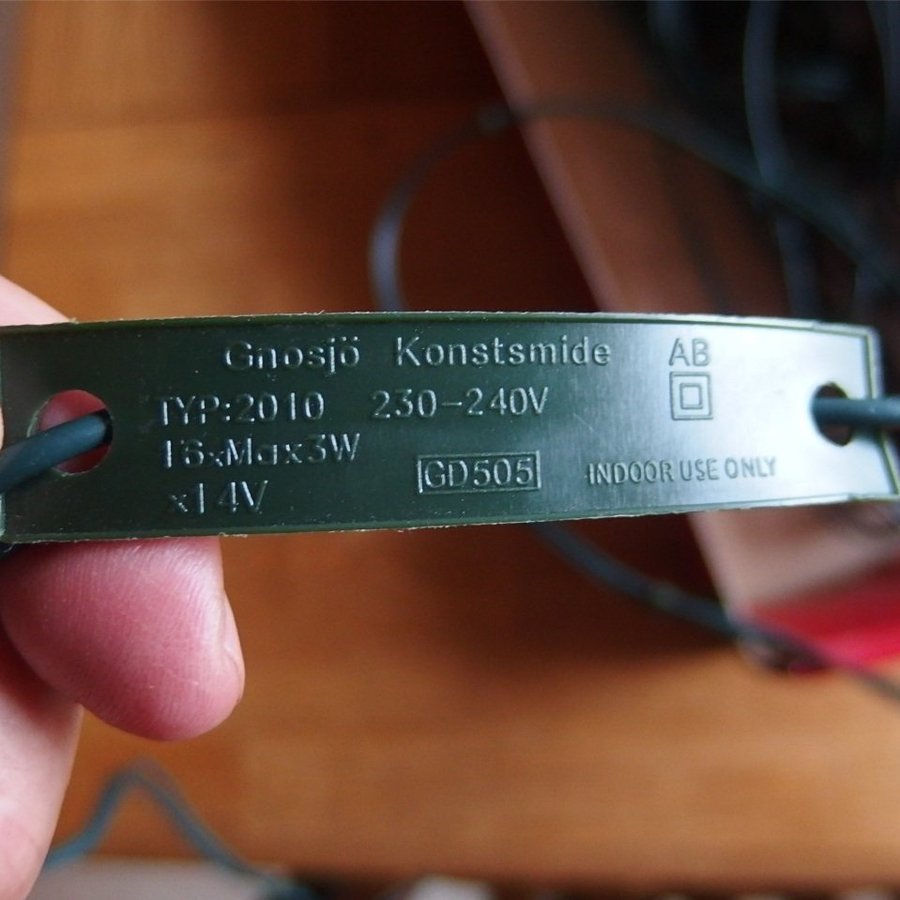 Gnosjö Konstsmide AB
TYP:2010 230-240V
16xMax3W
x14V
GD505 INDOOR USE ONLY